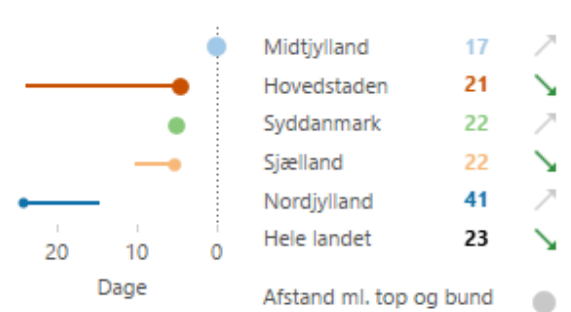 Midtjylland 17
Hovedstaden 21
Syddanmark 22
Sjælland 22
Nordjylland 41
Hele landet 23
20 10 0
Dage
Afstand ml. top og bund